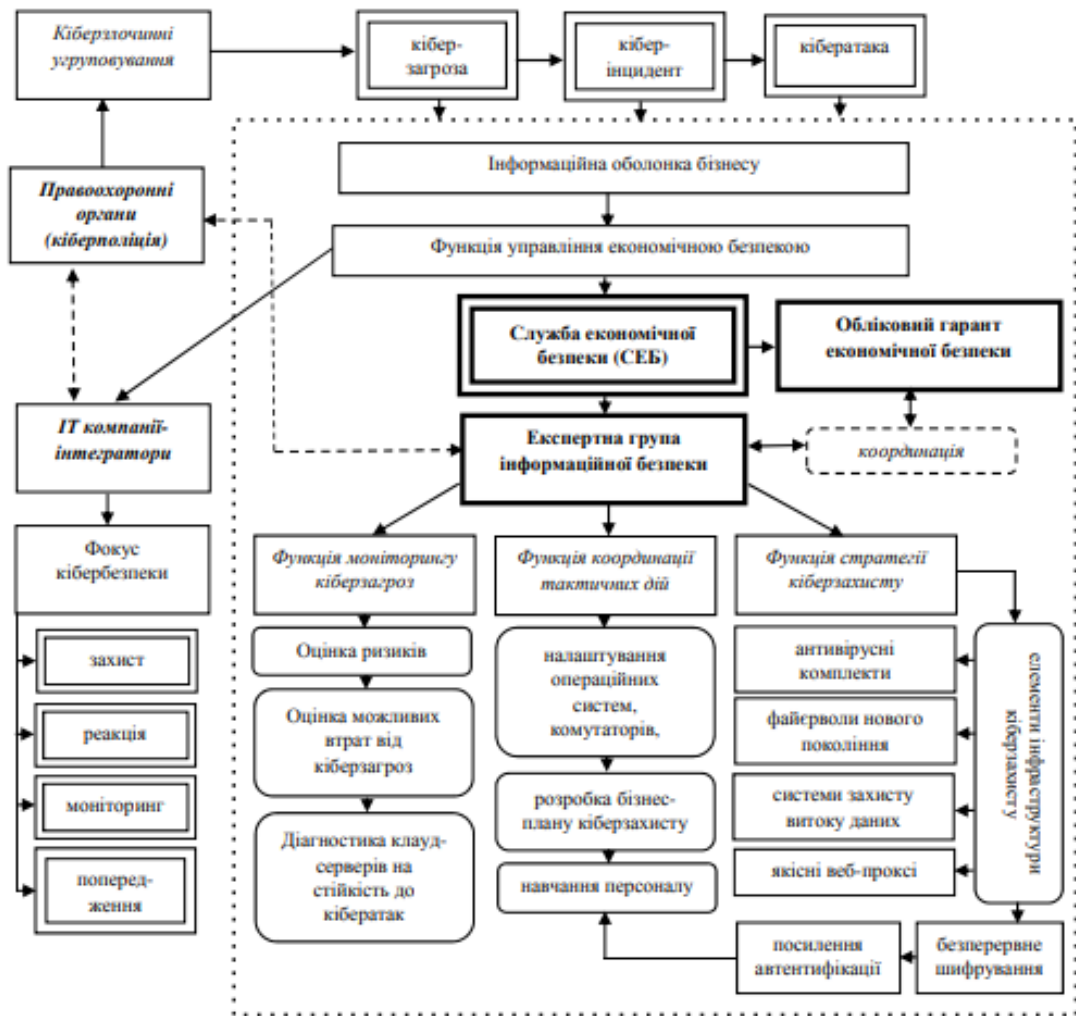 Кіберзлочинні
угруповування
кібер-
загроза
кібер-
інцидент
кібератака
Інформаційна оболонка бізнесу
Правоохоронні
органи
(кіберполіція)
Функція управління економічною безпекою
Служба економічної
безпеки (СЕБ)
Обліковий гарант
економічної безпеки
ІТ компанії-
інтегратори
Експертна група
інформаційної безпеки
координація
Фокус
кібербезпеки
захист
реакція
моніторинг
поперед-
ження
Функція моніторингу
кіберзагроз
Оцінка ризиків
Оцінка можливих
втрат від
кіберзагроз
Діагностика клауд-
серверів на
стійкість до
кібератак
Функція координації
тактичних дій
налаштування
операційних
систем,
комутаторів,
розробка бізнес-
плану кіберзахисту
навчання персоналу
Функція стратегії
кіберзахисту
антивірусні
комплекти
файєрволи нового
покоління
системи захисту
витоку даних
якісні веб-проксі
елементи інфраструктури
кіберзахисту
посилення
автентифікації
безперервне
шифрування